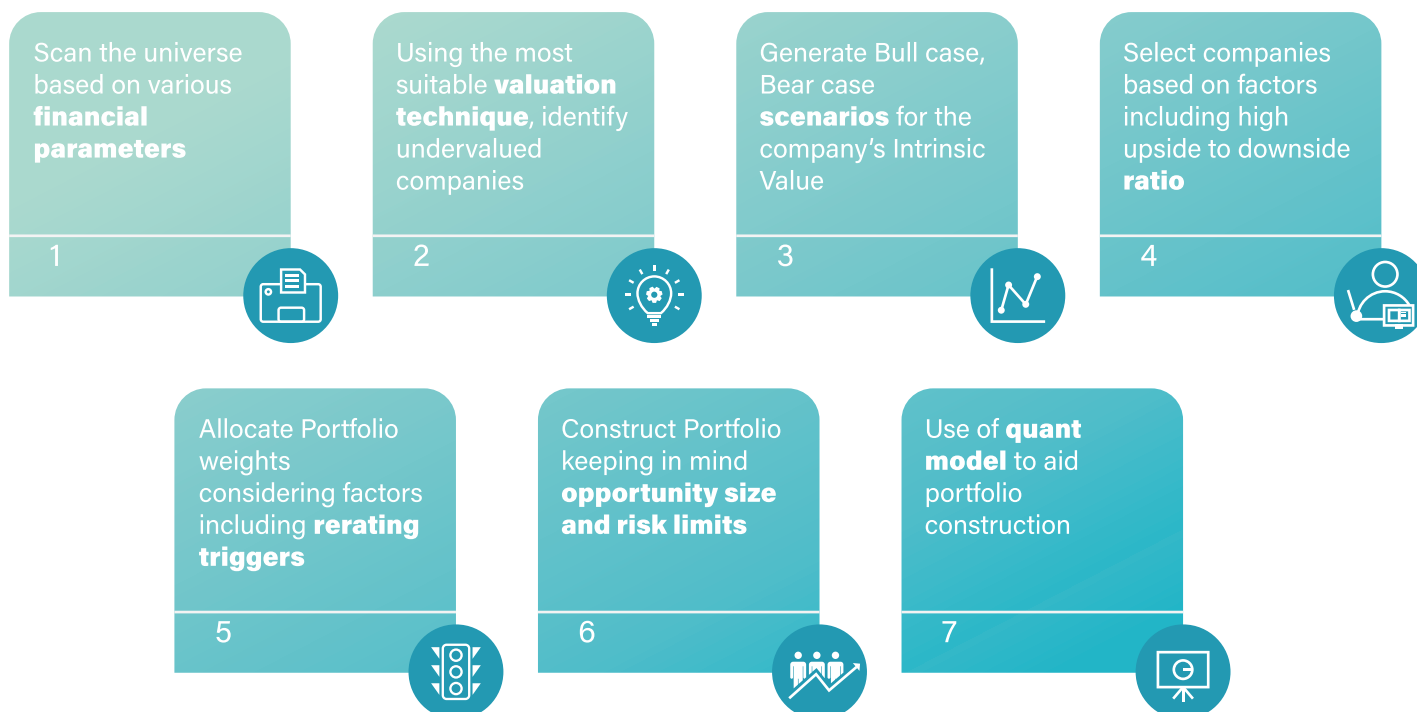 Scan the universe
based on various
financial
parameters
1
Using the most
suitable valuation
technique, identify
undervalued
companies
2
Generate Bull case,
Bear case
scenarios for the
company's Intrinsic
Value
3
Select companies
based on factors
including high
upside to downside
ratio
4
Allocate Portfolio
weights
considering factors
including rerating
triggers
5
Construct Portfolio
keeping in mind
opportunity size
and risk limits
6
Use of quant
model to aid
portfolio
construction
7